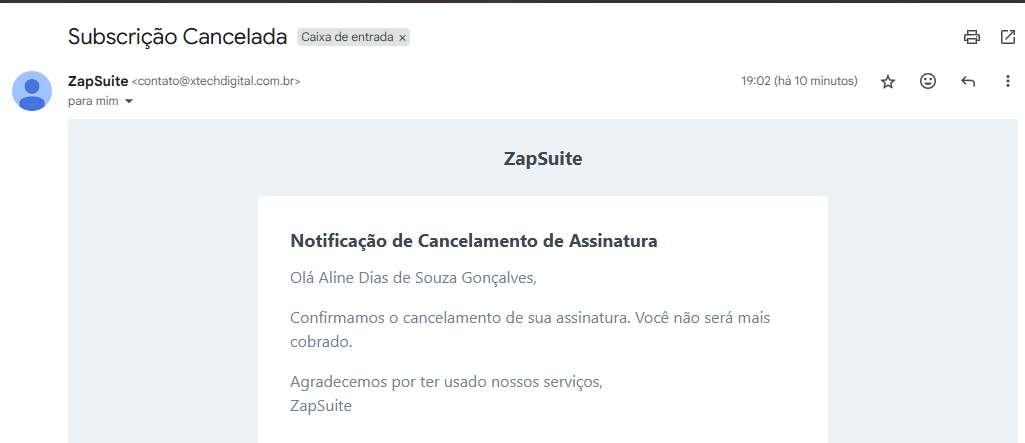 Subscrição Cancelada Caixa de entrada ×
ZapSuite <contato@xtechdigital.com.br> 19:02 (há 10 minutos)
para mim
ZapSuite
Notificação de Cancelamento de Assinatura
Olá Aline Dias de Souza Gonçalves,
Confirmamos o cancelamento de sua assinatura. Você não será mais
cobrado.
Agradecemos por ter usado nossos serviços,
ZapSuite